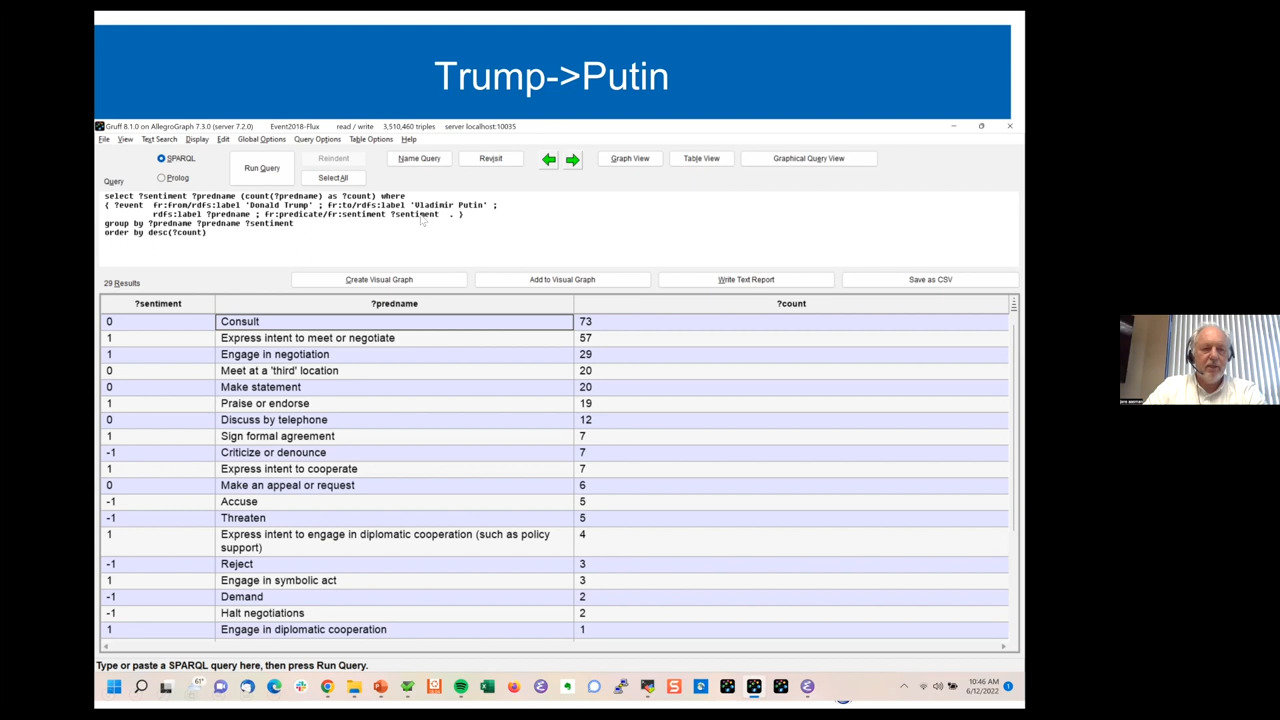 Trump->Putin
Gruff 8.1.0 on AllegroGraph 7.3.0 (server 7.2.0) Event2018-Flux read / write 3,510,460 triples server localhost:10035
File View Text Search Display Edit Global Options Query Options Table Options Help
SPARQL Run Query Reindent Name Query Revisit Graph View Table View Graphical Query View
Query Prolog Select All
select ?sentiment ?predname (count(?predname) as ?count) where
{ ?event fr:from/rdfs:label 'Donald Trump' ; fr:to/rdfs:label 'Vladimir Putin' ;
rdfs:label ?predname ; fr:predicate/fr:sentiment ?sentiment . }
group by ?predname ?predname ?sentiment
order by desc(?count)
29 Results Create Visual Graph Add to Visual Graph Write Text Report Save as CSV
?sentiment ?predname ?count
0 Consult 73
1 Express intent to meet or negotiate 57
1 Engage in negotiation 29
0 Meet at a 'third' location 20
0 Make statement 20
1 Praise or endorse 19
0 Discuss by telephone 12
1 Sign formal agreement 7
-1 Criticize or denounce 7
1 Express intent to cooperate 7
0 Make an appeal or request 6
-1 Accuse 5
-1 Threaten 5
1 Express intent to engage in diplomatic cooperation (such as policy 4
support)
-1 Reject 3
1 Engage in symbolic act 3
-1 Demand 2
-1 Halt negotiations 2
1 Engage in diplomatic cooperation 1
Type or paste a SPARQL query here, then press Run Query.
61°
10:46 AM
6/12/2022